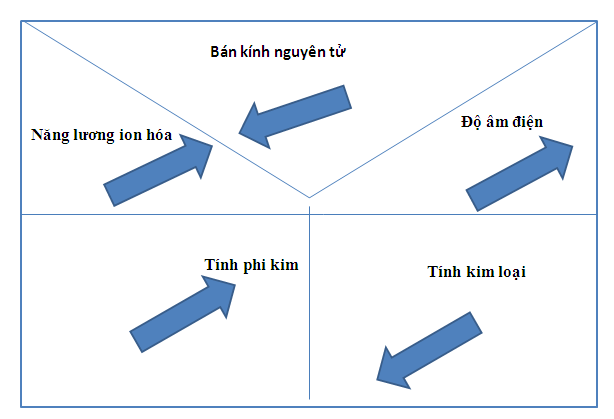 Bán kính nguyên tử
Năng lương ion hóa
Độ âm điện
Tính phi kim
Tính kim loại